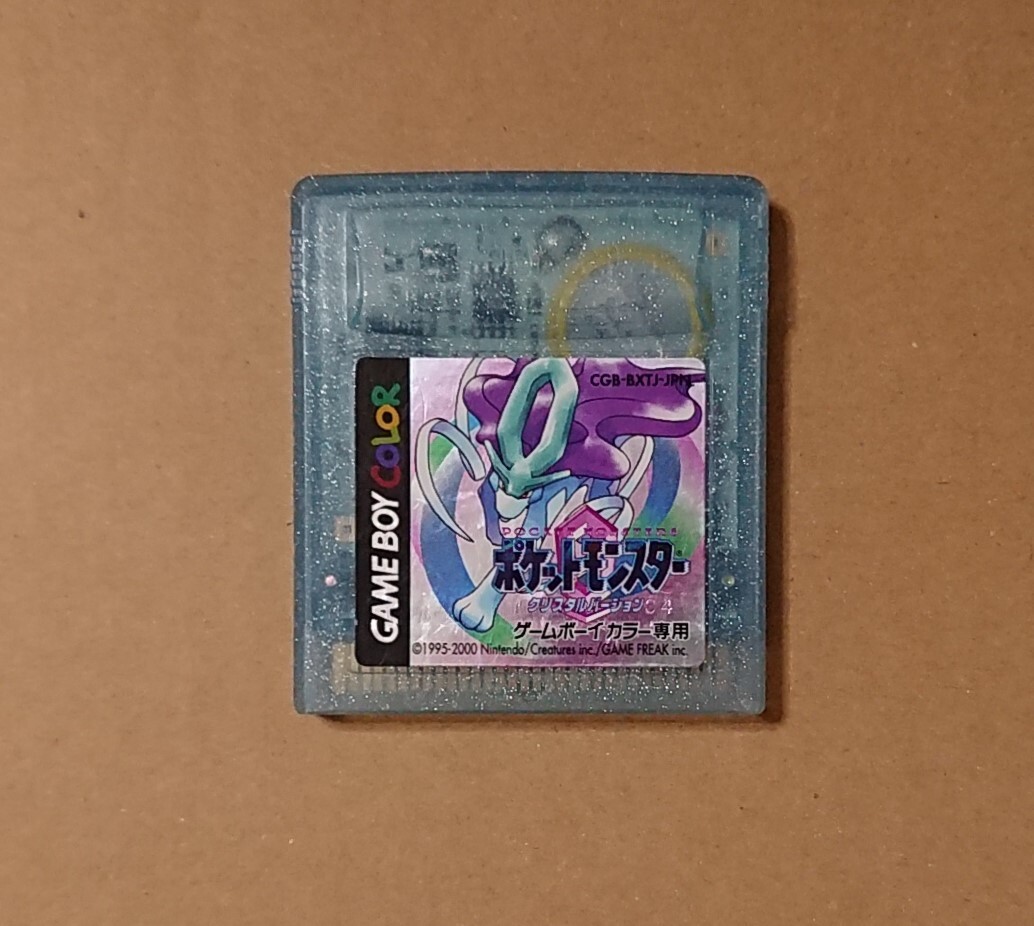 GAME BOY COLOR
CGB-BXTJ-JPN
POCKET MONSTERS
ポケットモンスター
クリスタルバージョン
ゲームボーイカラー専用
©1995-2000 Nintendo/Creatures inc./GAME FREAK inc.